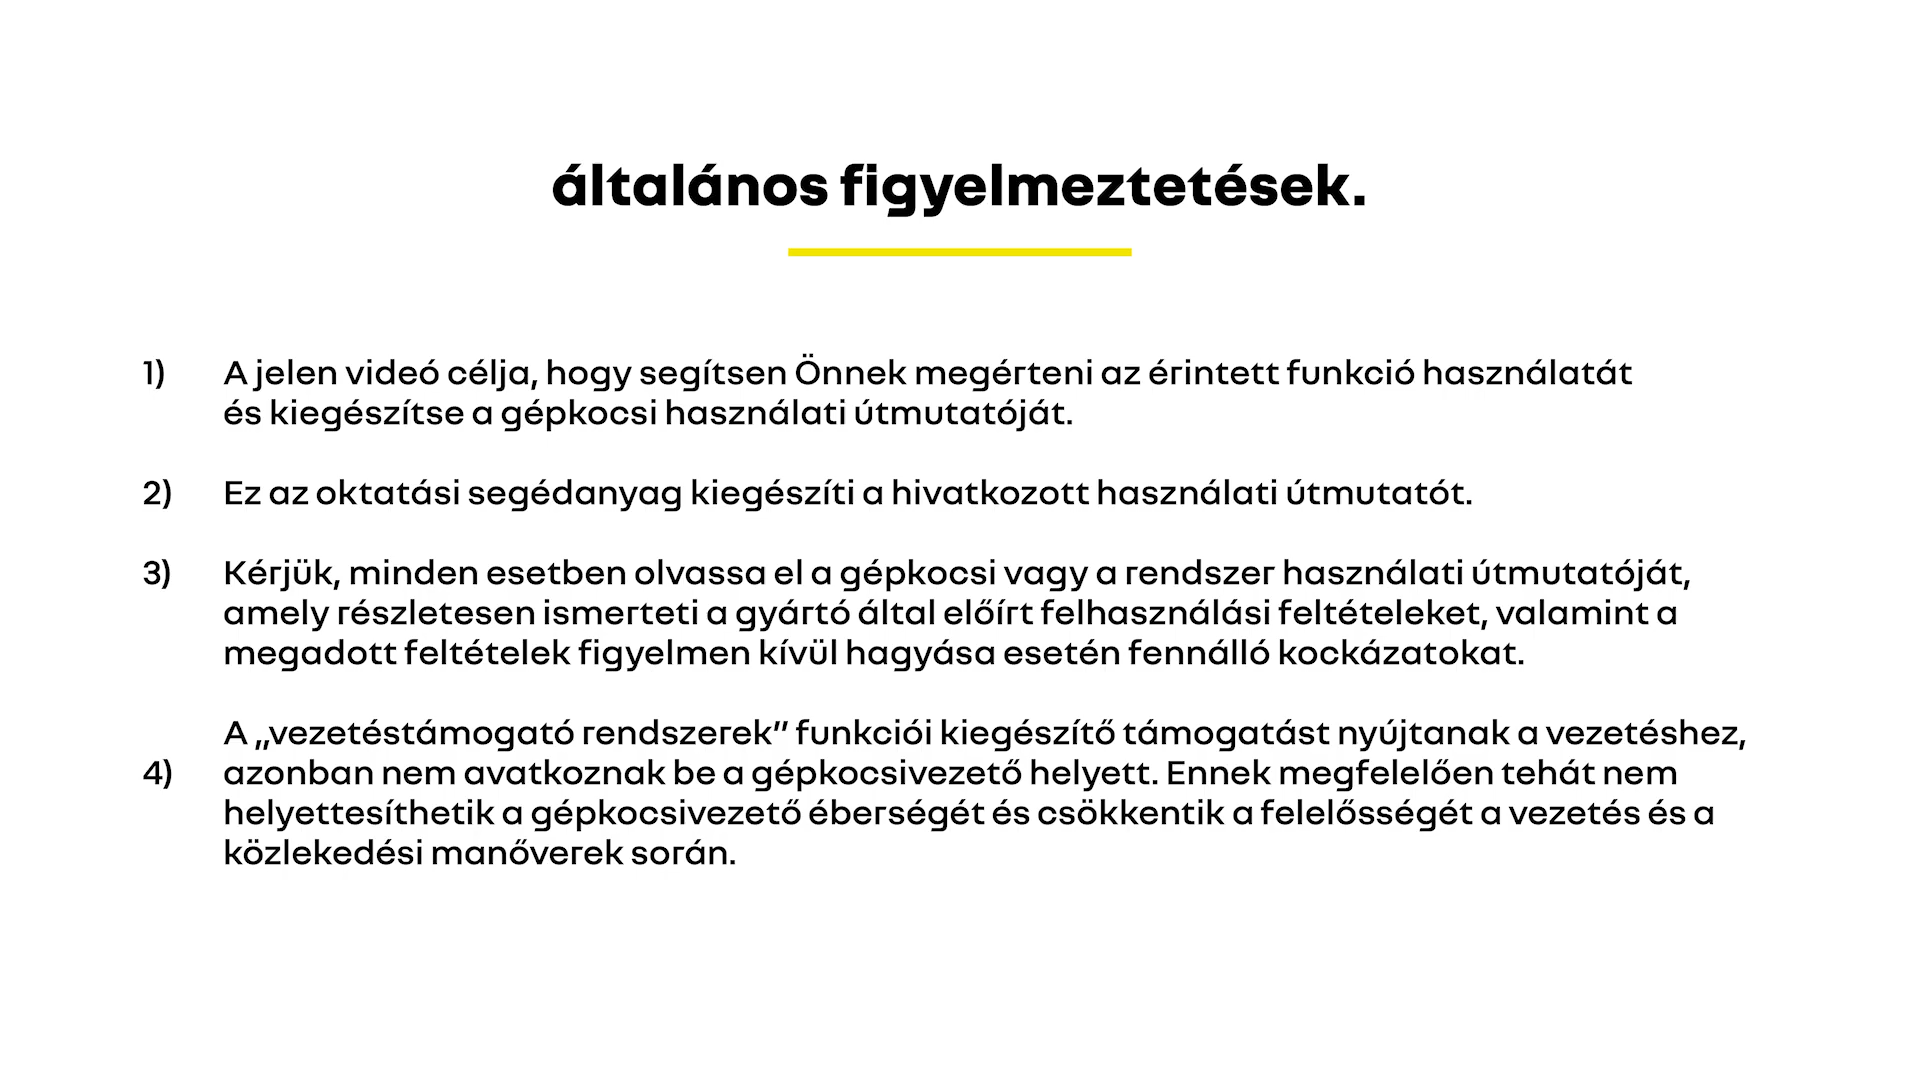 általános figyelmeztetések.
1) A jelen videó célja, hogy segítsen Önnek megérteni az érintett funkció használatát
és kiegészítse a gépkocsi használati útmutatóját.
2) Ez az oktatási segédanyag kiegészíti a hivatkozott használati útmutatót.
3) Kérjük, minden esetben olvassa el a gépkocsi vagy a rendszer használati útmutatóját,
amely részletesen ismerteti a gyártó által előírt felhasználási feltételeket, valamint a
megadott feltételek figyelmen kívül hagyása esetén fennálló kockázatokat.
A „vezetéstámogató rendszerek” funkciói kiegészítő támogatást nyújtanak a vezetéshez,
4) azonban nem avatkoznak be a gépkocsivezető helyett. Ennek megfelelően tehát nem
helyettesíthetik a gépkocsivezető éberségét és csökkentik a felelősségét a vezetés és a
közlekedési manőverek során.